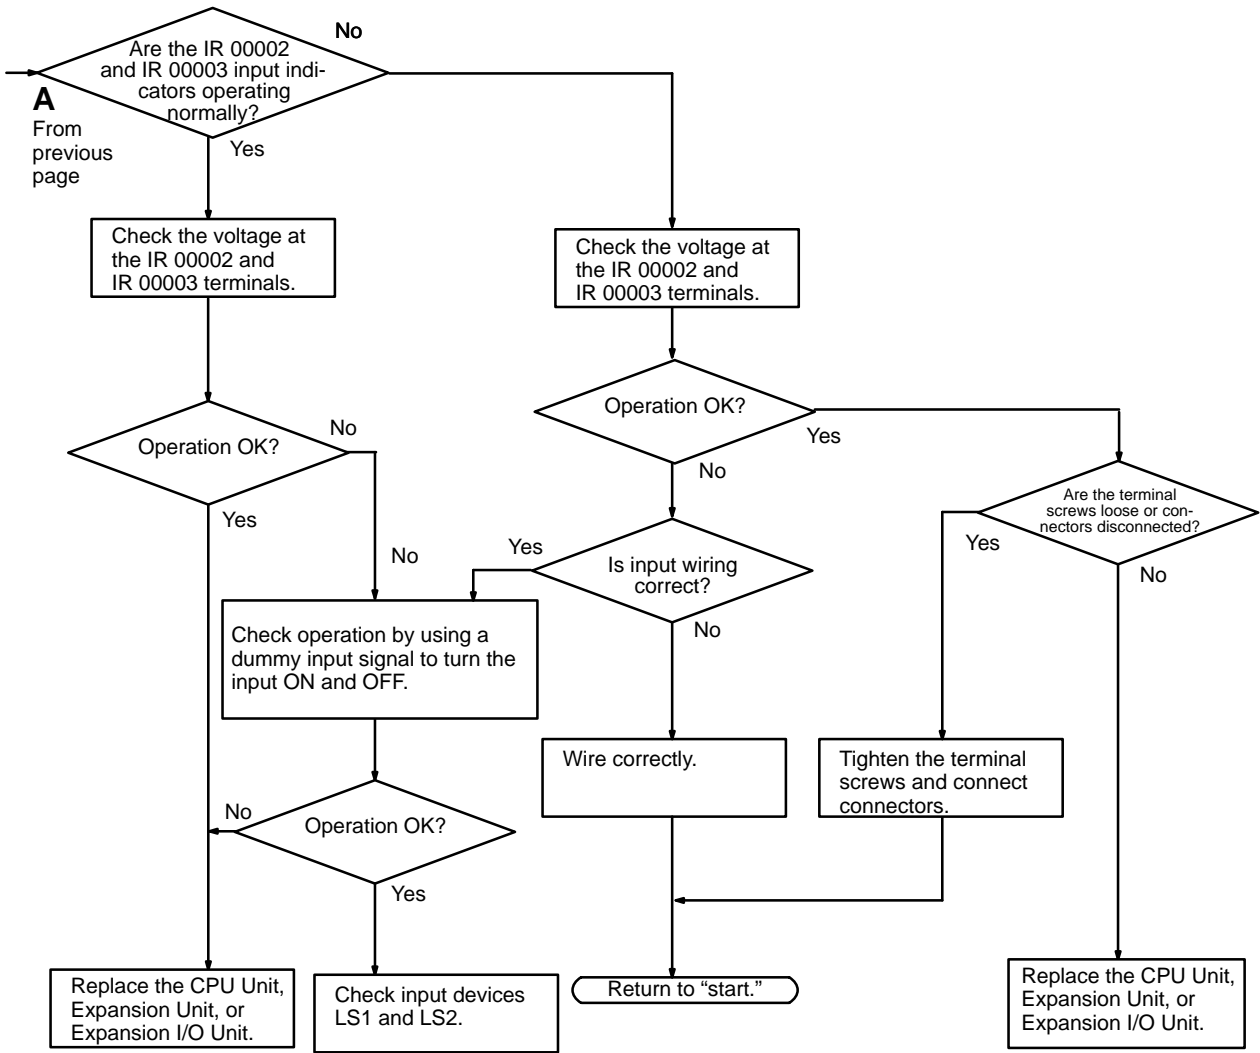 No
Are the IR 00002
and IR 00003 input indi-
cators operating
normally?
A
From
previous
page
Yes
Check the voltage at
the IR 00002 and
IR 00003 terminals.
Check the voltage at
the IR 00002 and
IR 00003 terminals.
Operation OK?
No
Yes
Operation OK?
Yes
No
Are the terminal
screws loose or con-
nectors disconnected?
Yes
No
No
Yes
Is input wiring
correct?
No
Check operation by using a
dummy input signal to turn the
input ON and OFF.
Wire correctly.
Tighten the terminal
screws and connect
connectors.
No
Operation OK?
Yes
Replace the CPU Unit,
Expansion Unit, or
Expansion I/O Unit.
Check input devices
LS1 and LS2.
Return to “start.”
Replace the CPU Unit,
Expansion Unit, or
Expansion I/O Unit.